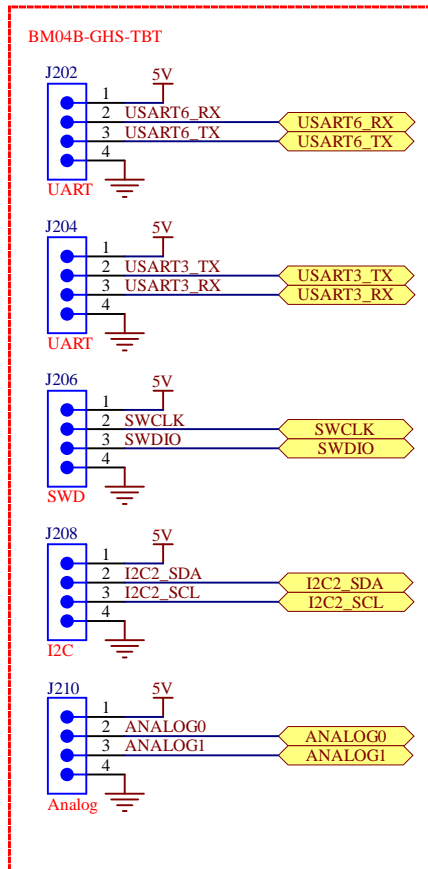 BM04B-GHS-TBT
J202
5V
1
2 USART6_RX USART6_RX
3 USART6_TX USART6_TX
4
UART
J204
5V
1
2 USART3_TX USART3_TX
3 USART3_RX USART3_RX
4
UART
J206
5V
1
2 SWCLK SWCLK
3 SWDIO SWDIO
4
SWD
J208
5V
1
2 I2C2_SDA I2C2_SDA
3 I2C2_SCL I2C2_SCL
4
I2C
J210
5V
1
2 ANALOG0 ANALOG0
3 ANALOG1 ANALOG1
4
Analog